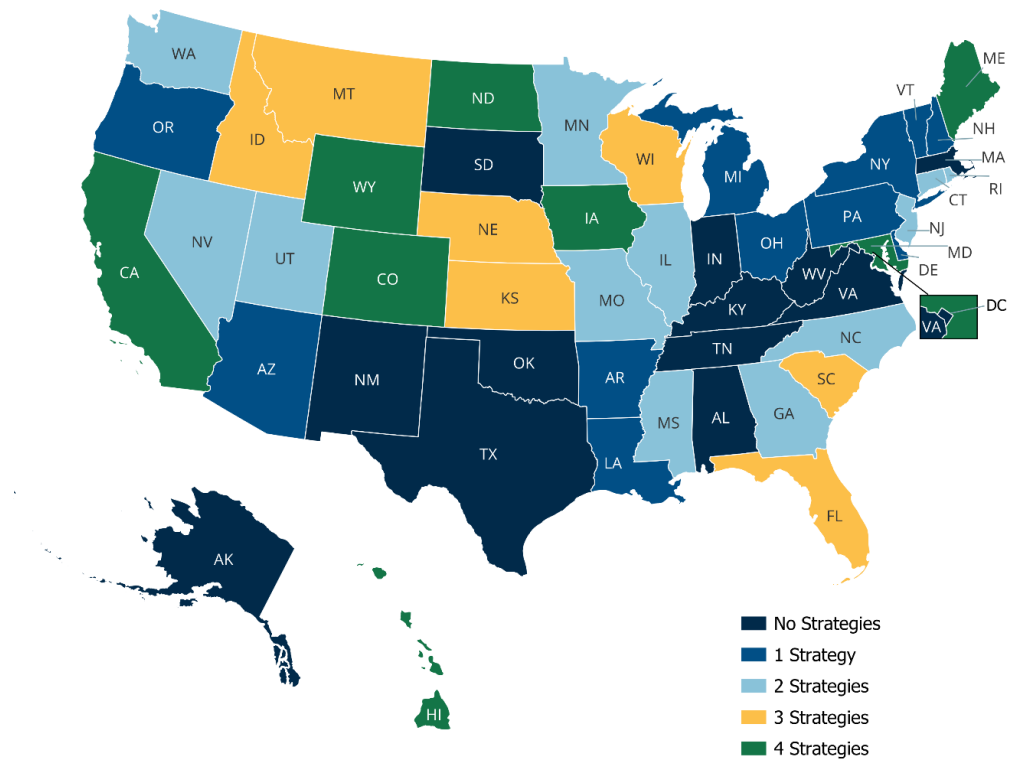 WA
ME
MT
ND
VT
OR
MN
NH
ID
WI
MA
SD
NY
MI
RI
WY
CT
IA
PA
NE
NJ
NV
OH
MD
UT
IL
IN
DE
CA
CO
WV
KS
MO
VA
DC
KY
VA
NC
TN
OK
AZ
AR
NM
SC
GA
AL
MS
TX
LA
FL
AK
No Strategies
1 Strategy
2 Strategies
3 Strategies
HI
4 Strategies